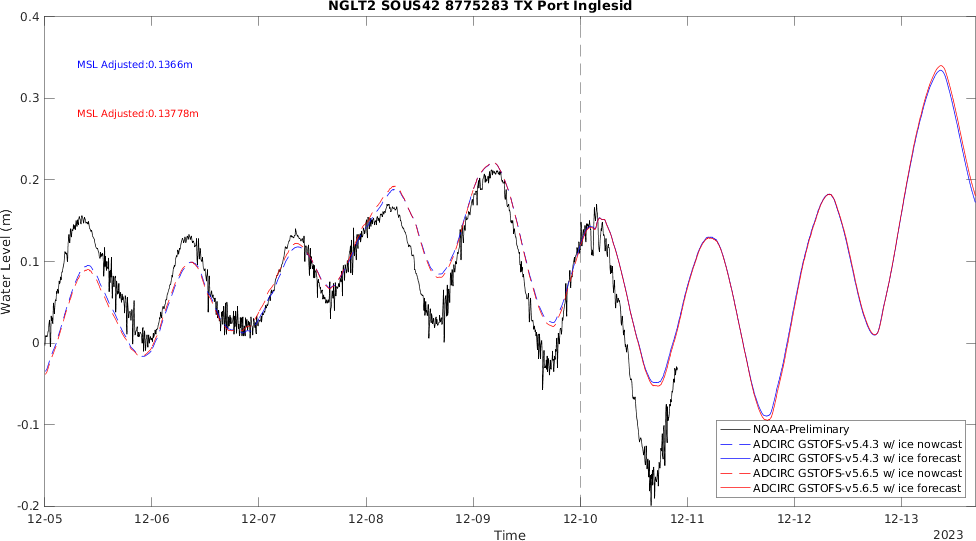 NGLT2 SOUS42 8775283 TX Port Inglesid
0.4
0.3
0.2
0.1
0
-0.1
-0.2
Water Level (m)
MSL Adjusted:0.1366m
MSL Adjusted:0.13778m
NOAA-Preliminary
ADCIRC GSTOFS-v5.4.3 w/ ice nowcast
ADCIRC GSTOFS-v5.4.3 w/ ice forecast
ADCIRC GSTOFS-v5.6.5 w/ ice nowcast
ADCIRC GSTOFS-v5.6.5 w/ ice forecast
12-05 12-06 12-07 12-08 12-09 12-10 12-11 12-12 12-13
Time
2023